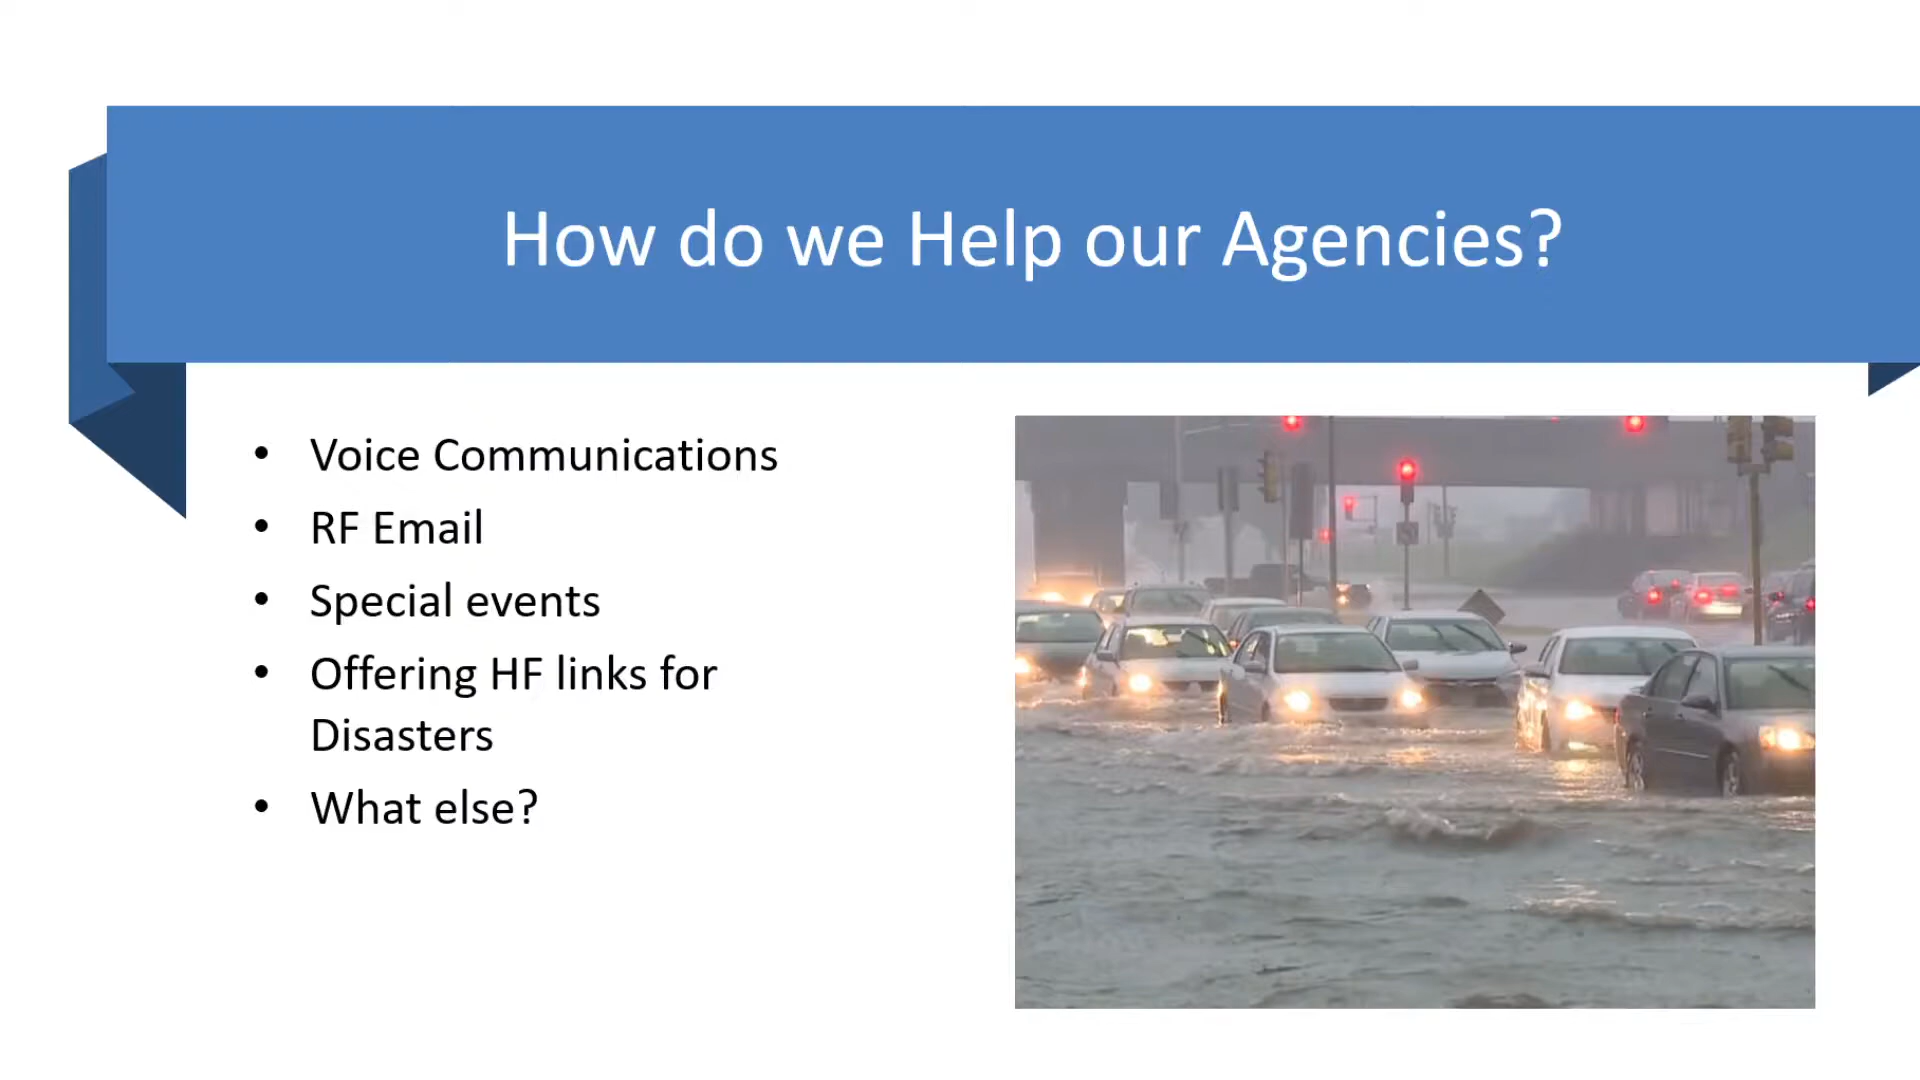 How do we Help our Agencies?
• Voice Communications
• RF Email
• Special events
• Offering HF links for
Disasters
• What else?